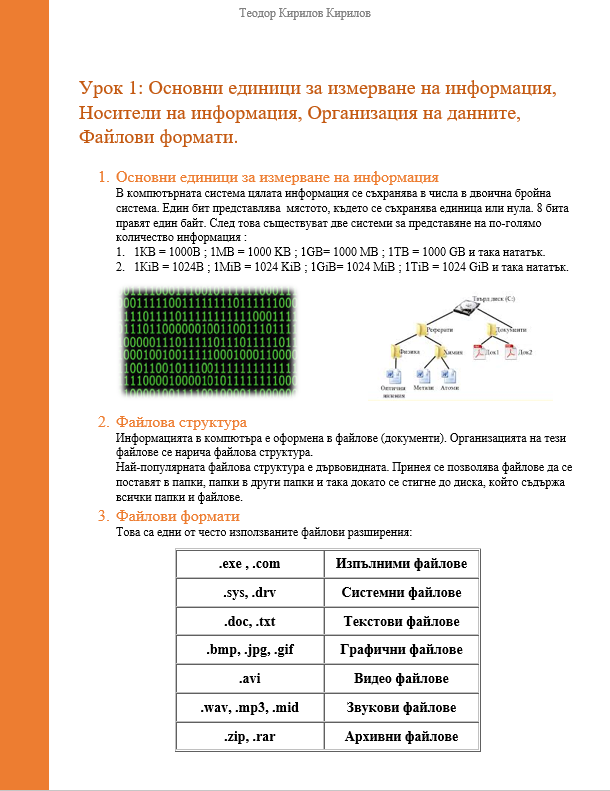 Теодор Кирилов Кирилов
Урок 1: Основни единици за измерване на информация,
Носители на информация, Организация на данните,
Файлови формати.
1. Основни единици за измерване на информация
В компютърната система цялата информация се съхранява в числа в двоична бройна
система. Един бит представлява мястото, където се съхранява единица или нула. 8 бита
правят един байт. След това съществуват две системи за представяне на по-голямо
количество информация :
1. 1KB = 1000B ; 1MB = 1000 KB ; 1GB= 1000 MB ; 1TB = 1000 GB и така нататък.
2. 1KiB = 1024B ; 1MiB = 1024 KiB ; 1GiB= 1024 MiB ; 1TiB = 1024 GiB и така нататък.
Твърд диск (C:)
Реферати
Документи
Физика
Химия
Док1
Док2
Оптични явления
Метали
Атоми
2. Файлова структура
Информацията в компютъра е оформена в файлове (документи). Организацията на тези
файлове се нарича файлова структура.
Най-популярната файлова структура е дървовидната. Принея се позволява файлове да се
поставят в папки, папки в други папки и така докато се стигне до диска, който съдържа
всички папки и файлове.
3. Файлови формати
Това са едни от често използваните файлови разширения:
.exe , .com Изпълними файлове
.sys, .drv Системни файлове
.doc, .txt Текстови файлове
.bmp, .jpg, .gif Графични файлове
.avi Видео файлове
.wav, .mp3, .mid Звукови файлове
.zip, .rar Архивни файлове